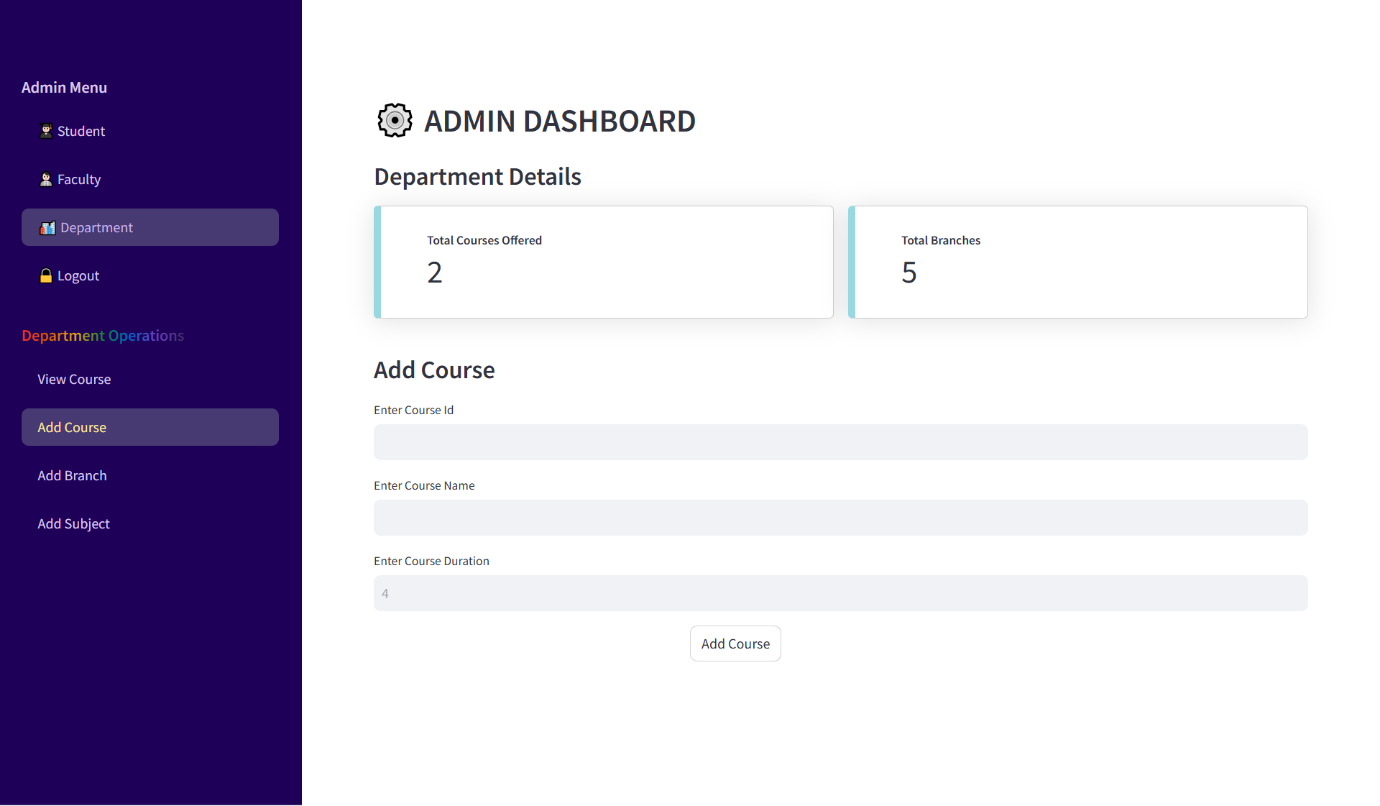 Admin Menu
Student
Faculty
Department
Logout
Department Operations
View Course
Add Course
Add Branch
Add Subject
ADMIN DASHBOARD
Department Details
Total Courses Offered
2
Total Branches
5
Add Course
Enter Course Id
Enter Course Name
Enter Course Duration
4
Add Course